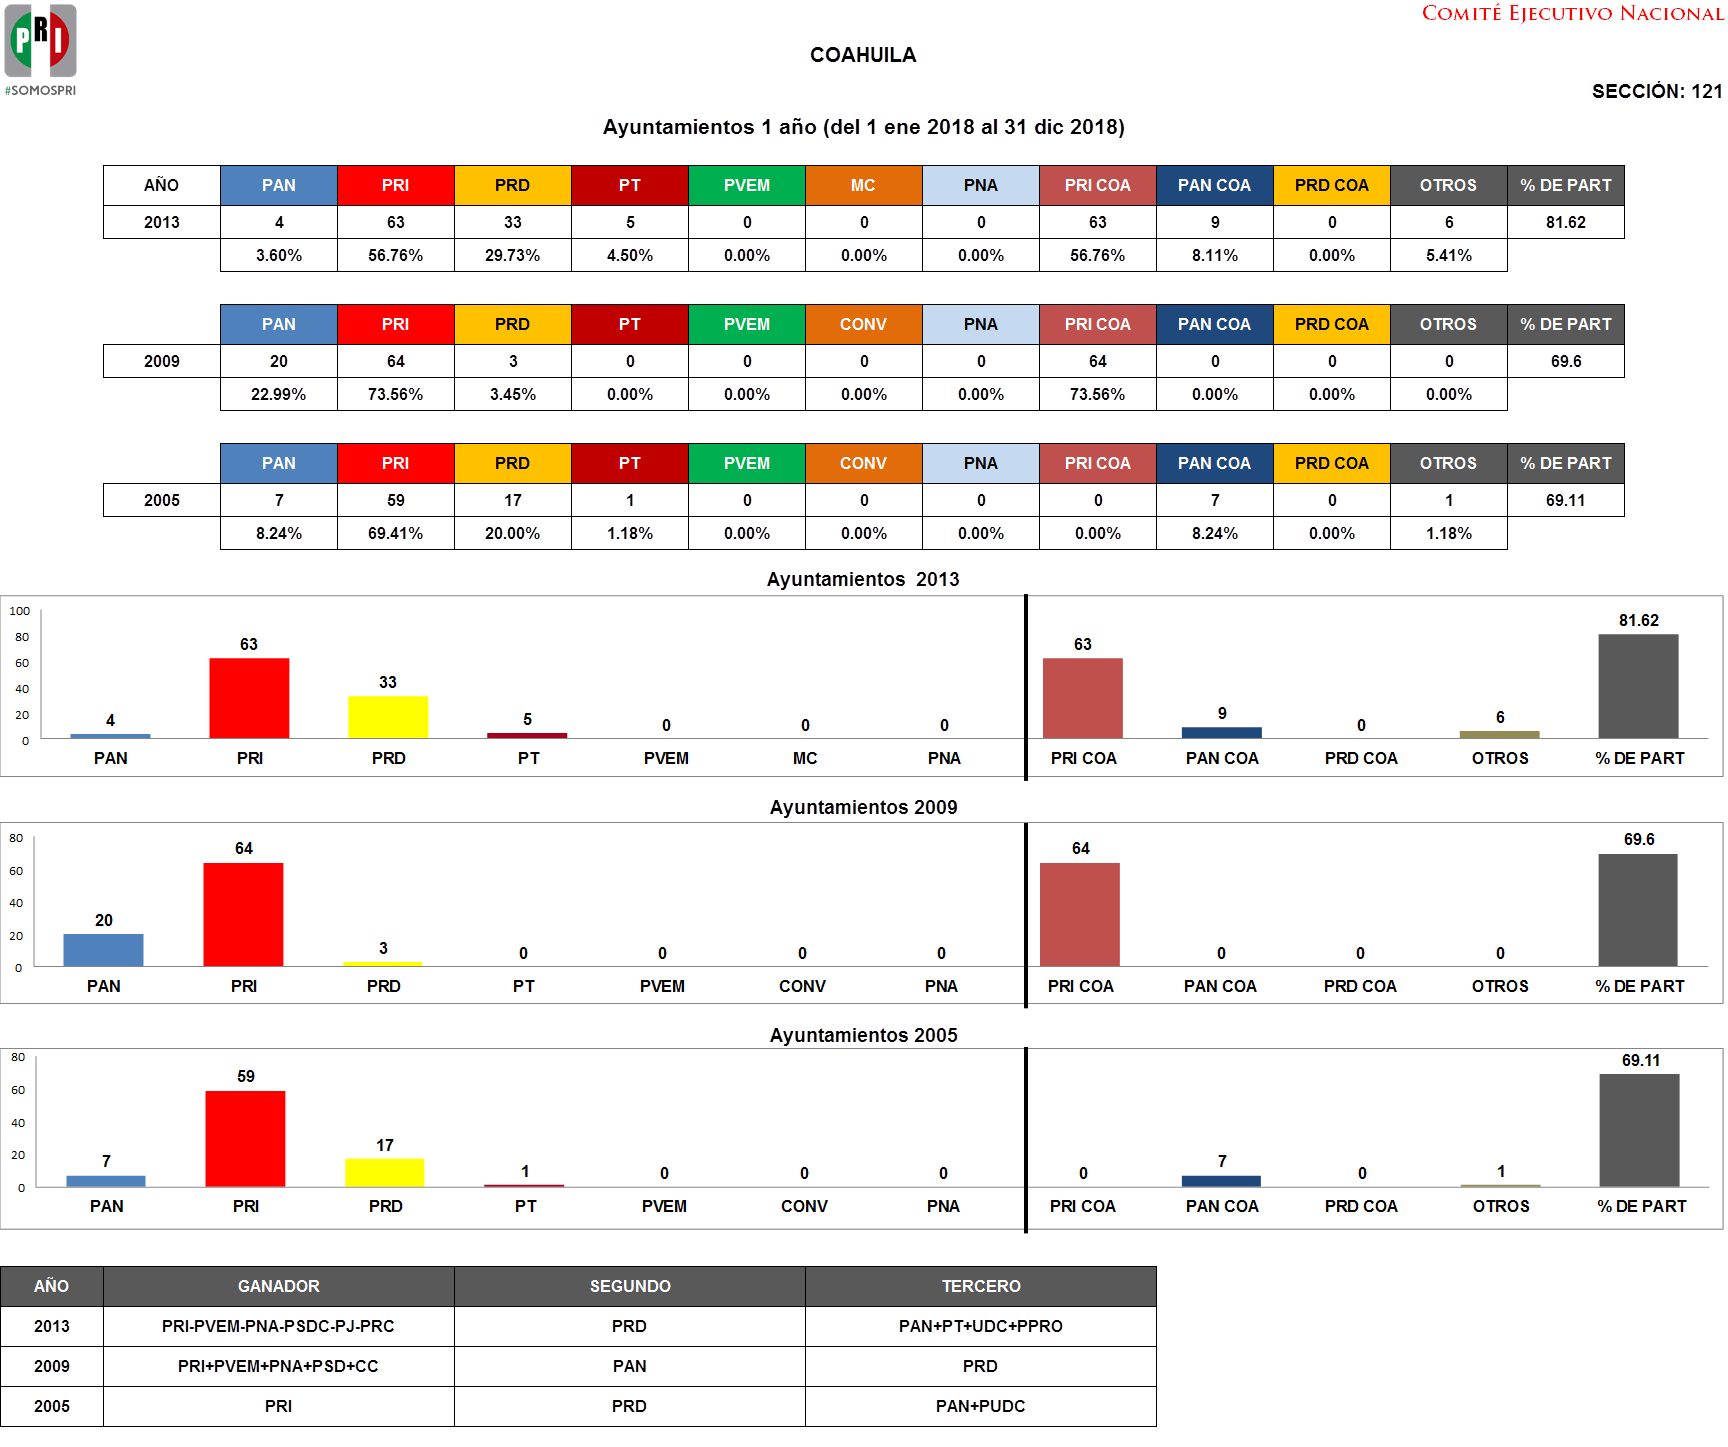 PRI
#SOMOSPRI
COMITÉ EJECUTIVO NACIONAL
COAHUILA
SECCIÓN: 121
Ayuntamientos 1 año (del 1 ene 2018 al 31 dic 2018)
AÑO PAN PRI PRD PT PVEM MC PNA PRI COA PAN COA PRD COA OTROS % DE PART
2013 4 63 33 5 0 0 0 63 9 0 6 81.62
3.60% 56.76% 29.73% 4.50% 0.00% 0.00% 0.00% 56.76% 8.11% 0.00% 5.41%
PAN PRI PRD PT PVEM CONV PNA PRI COA PAN COA PRD COA OTROS % DE PART
2009 20 64 3 0 0 0 0 64 0 0 0 69.6
22.99% 73.56% 3.45% 0.00% 0.00% 0.00% 0.00% 73.56% 0.00% 0.00% 0.00%
PAN PRI PRD PT PVEM CONV PNA PRI COA PAN COA PRD COA OTROS % DE PART
2005 7 59 17 1 0 0 0 0 7 0 1 69.11
8.24% 69.41% 20.00% 1.18% 0.00% 0.00% 0.00% 0.00% 8.24% 0.00% 1.18%
Ayuntamientos 2013
100
80
60
40
20
0
4 63 33 5 0 0 0 63 9 0 6 81.62
PAN PRI PRD PT PVEM MC PNA PRI COA PAN COA PRD COA OTROS % DE PART
Ayuntamientos 2009
80
60
40
20
0
20 64 3 0 0 0 0 64 0 0 0 69.6
PAN PRI PRD PT PVEM CONV PNA PRI COA PAN COA PRD COA OTROS % DE PART
Ayuntamientos 2005
80
60
40
20
0
7 59 17 1 0 0 0 0 7 0 1 69.11
PAN PRI PRD PT PVEM CONV PNA PRI COA PAN COA PRD COA OTROS % DE PART
AÑO GANADOR SEGUNDO TERCERO
2013 PRI-PVEM-PNA-PSDC-PJ-PRC PRD PAN+PT+UDC+PPRO
2009 PRI+PVEM+PNA+PSD+CC PAN PRD
2005 PRI PRD PAN+PUDC